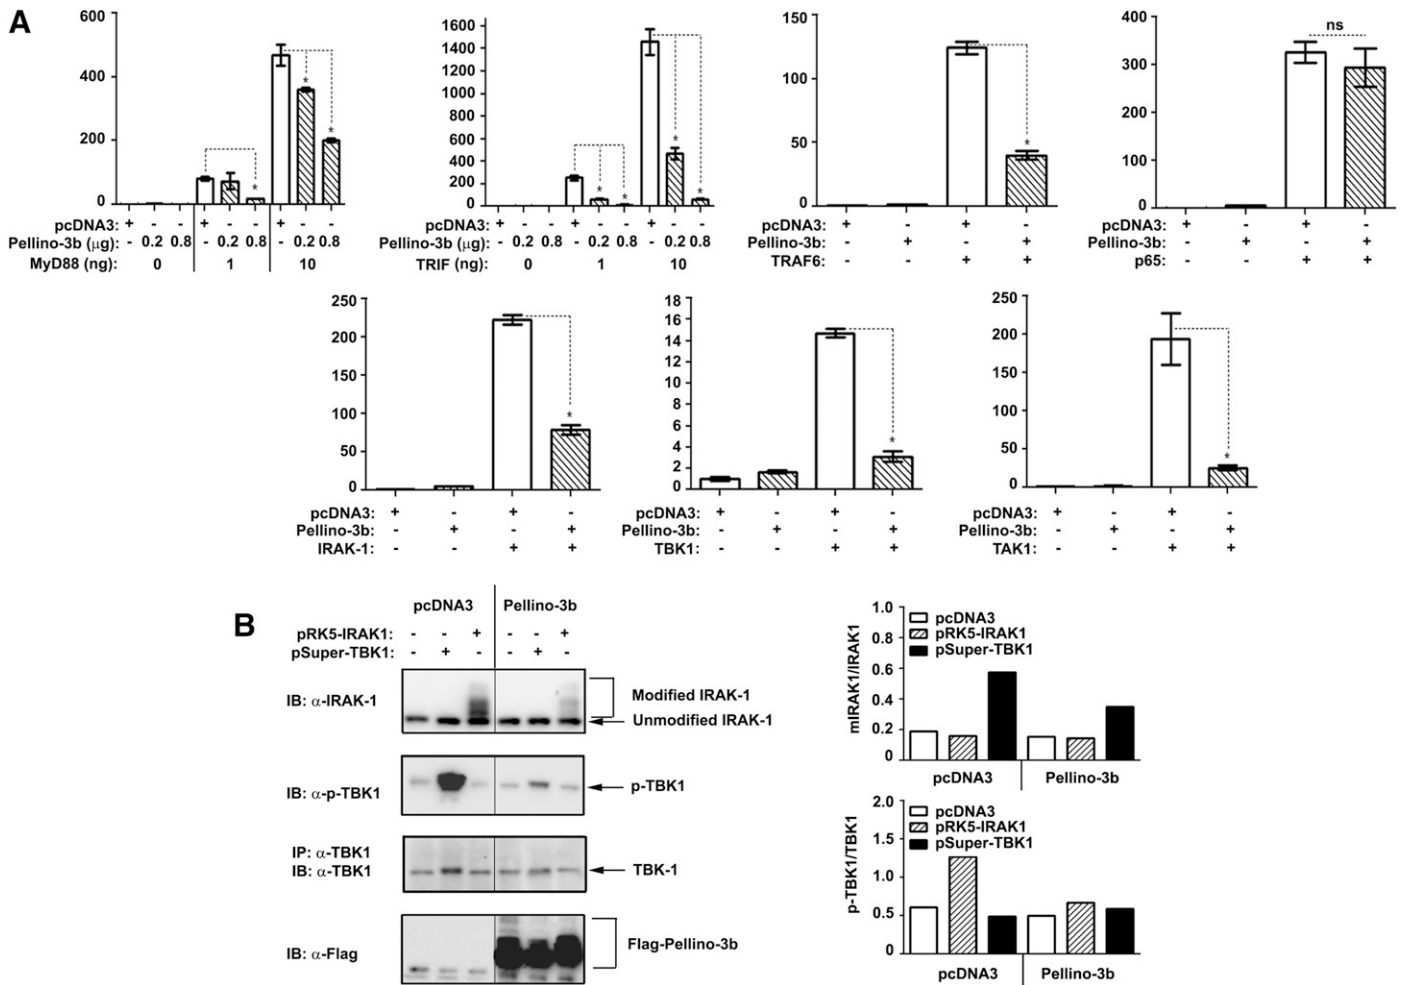 A
600
400
200
0
pcDNA3: + - - + - - + - -
Pellino-3b (μg): - 0.2 0.8 - 0.2 0.8 - 0.2 0.8
MyD88 (ng): 0 1 10
* * *
1600
1400
1200
1000
800
600
400
200
0
pcDNA3: + - - + - - + - -
Pellino-3b (μg): - 0.2 0.8 - 0.2 0.8 - 0.2 0.8
TRIF (ng): 0 1 10
* * * *
150
100
50
0
*
pcDNA3: + - + -
Pellino-3b: - + - +
TRAF6: - - + +
400
300
200
100
0
ns
pcDNA3: + - + -
Pellino-3b: - + - +
p65: - - + +
250
200
150
100
50
0
*
pcDNA3: + - + -
Pellino-3b: - + - +
IRAK-1: - - + +
18
16
14
12
10
8
6
4
2
0
*
pcDNA3: + - + -
Pellino-3b: - + - +
TBK1: - - + +
250
200
150
100
50
0
*
pcDNA3: + - + -
Pellino-3b: - + - +
TAK1: - - + +
B
pcDNA3 Pellino-3b
pRK5-IRAK1: - - + - - +
pSuper-TBK1: - + - - + -
IB: α-IRAK-1
Modified IRAK-1
Unmodified IRAK-1
IB: α-p-TBK1
p-TBK1
IP: α-TBK1
IB: α-TBK1
TBK-1
IB: α-Flag
Flag-Pellino-3b
mIRAK1/IRAK1
1.0
0.8
0.6
0.4
0.2
0
pcDNA3
pRK5-IRAK1
pSuper-TBK1
pcDNA3 Pellino-3b
p-TBK1/TBK1
2.0
1.5
1.0
0.5
0
pcDNA3
pRK5-IRAK1
pSuper-TBK1
pcDNA3 Pellino-3b